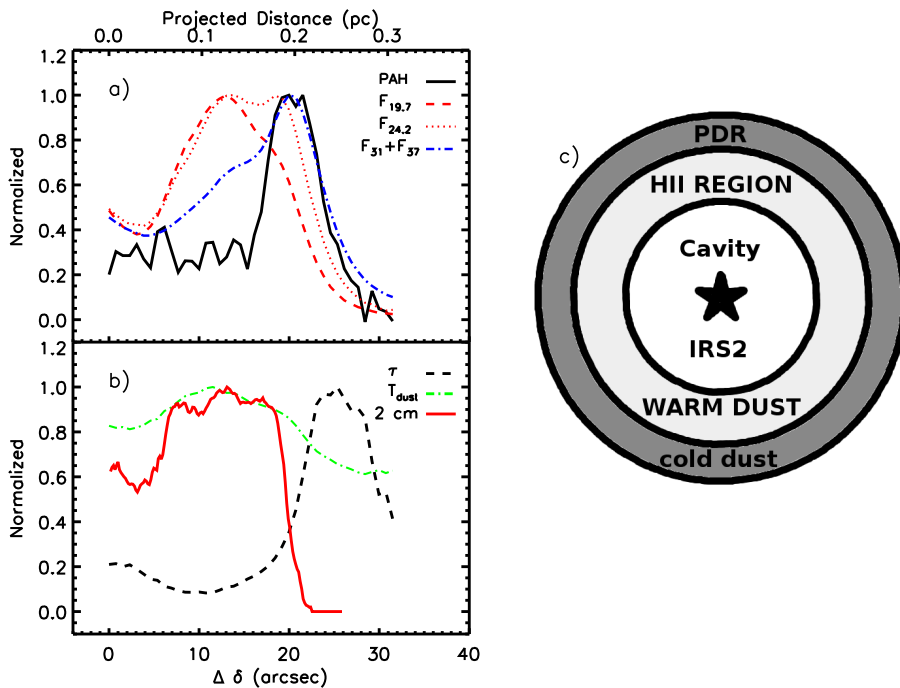 Projected Distance (pc)
0.0 0.1 0.2 0.3
1.2
1.0
0.8
0.6
0.4
0.2
0.0
Normalized
a)
PAH
F19.7
F24.2
F31+F37
1.2
1.0
0.8
0.6
0.4
0.2
0.0
Normalized
b)
τ
Tdust
2 cm
0 10 20 30 40
Δ δ (arcsec)
c)
PDR
HII REGION
Cavity
IRS2
WARM DUST
cold dust